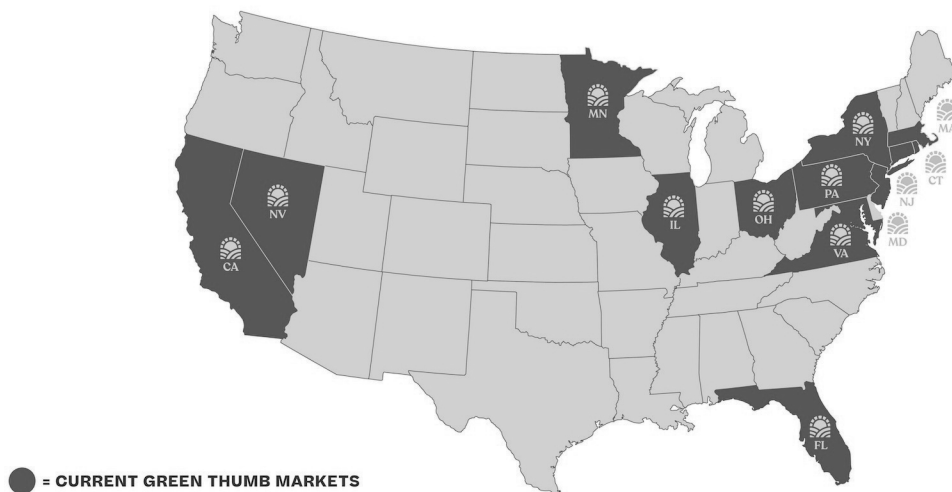 MN
NY
MA
CT
PA
NJ
NV
OH
IL
MD
VA
CA
FL
= CURRENT GREEN THUMB MARKETS